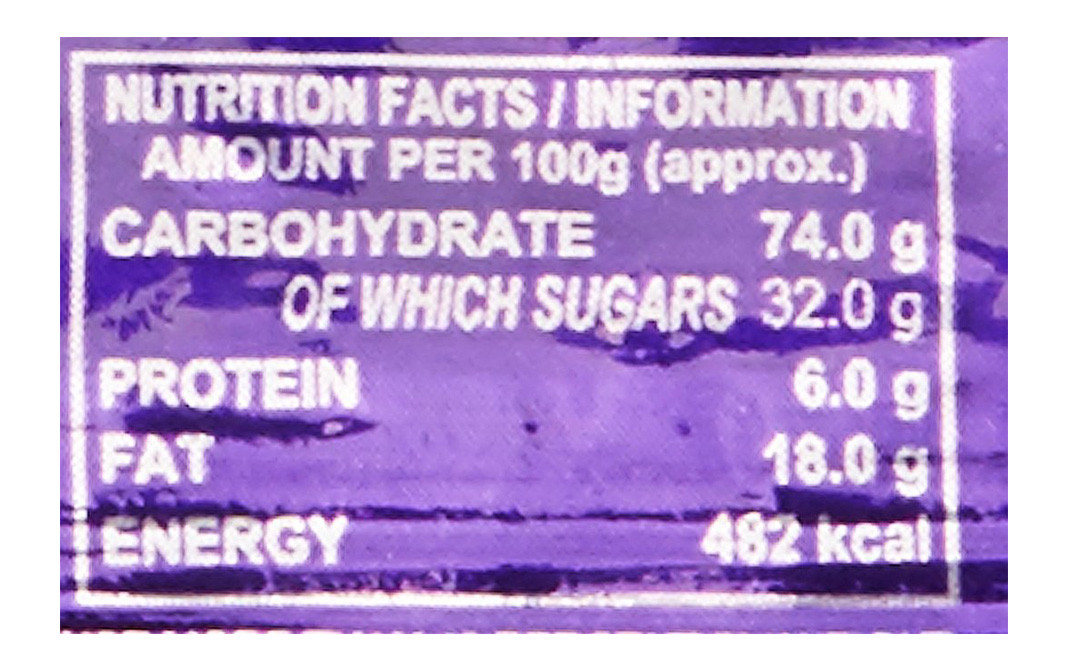 NUTRITION FACTS / INFORMATION
AMOUNT PER 100g (approx.)
CARBOHYDRATE 74.0 g
OF WHICH SUGARS 32.0 g
PROTEIN 6.0 g
FAT 18.0 g
ENERGY 482 kcal